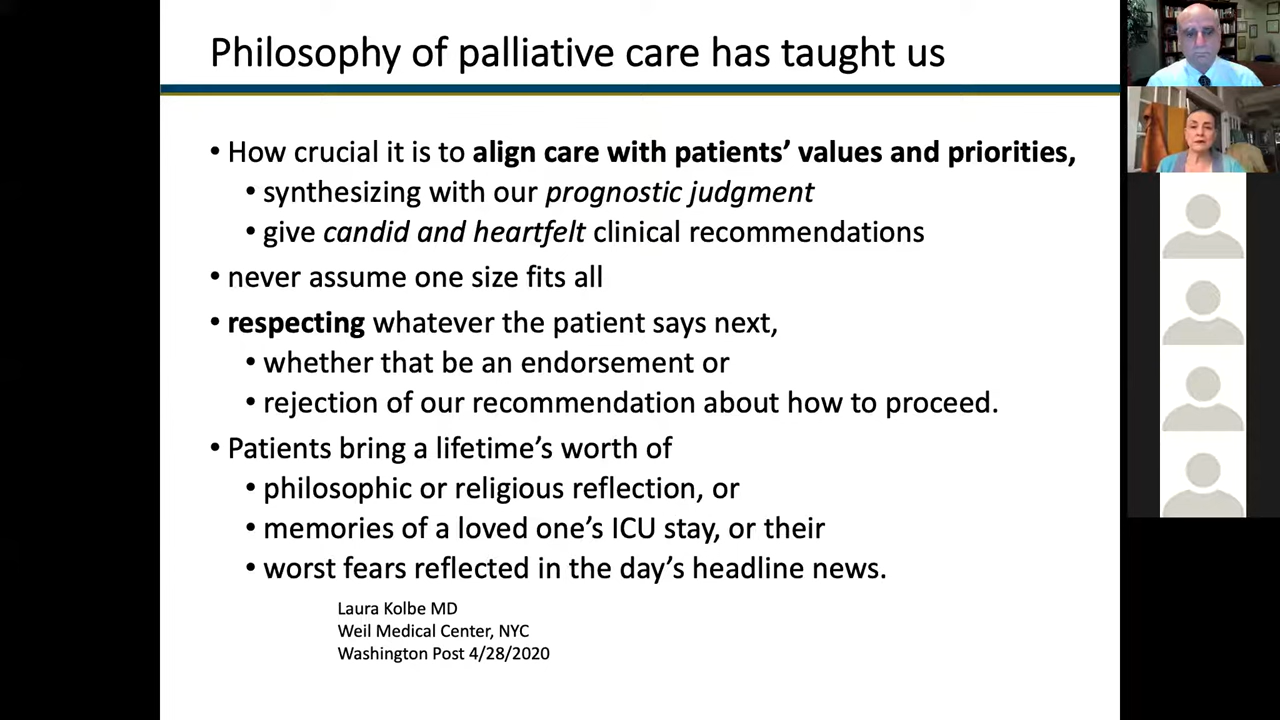 Philosophy of palliative care has taught us
• How crucial it is to align care with patients’ values and priorities,
• synthesizing with our prognostic judgment
• give candid and heartfelt clinical recommendations
• never assume one size fits all
• respecting whatever the patient says next,
• whether that be an endorsement or
• rejection of our recommendation about how to proceed.
• Patients bring a lifetime’s worth of
• philosophic or religious reflection, or
• memories of a loved one’s ICU stay, or their
• worst fears reflected in the day’s headline news.
Laura Kolbe MD
Weil Medical Center, NYC
Washington Post 4/28/2020